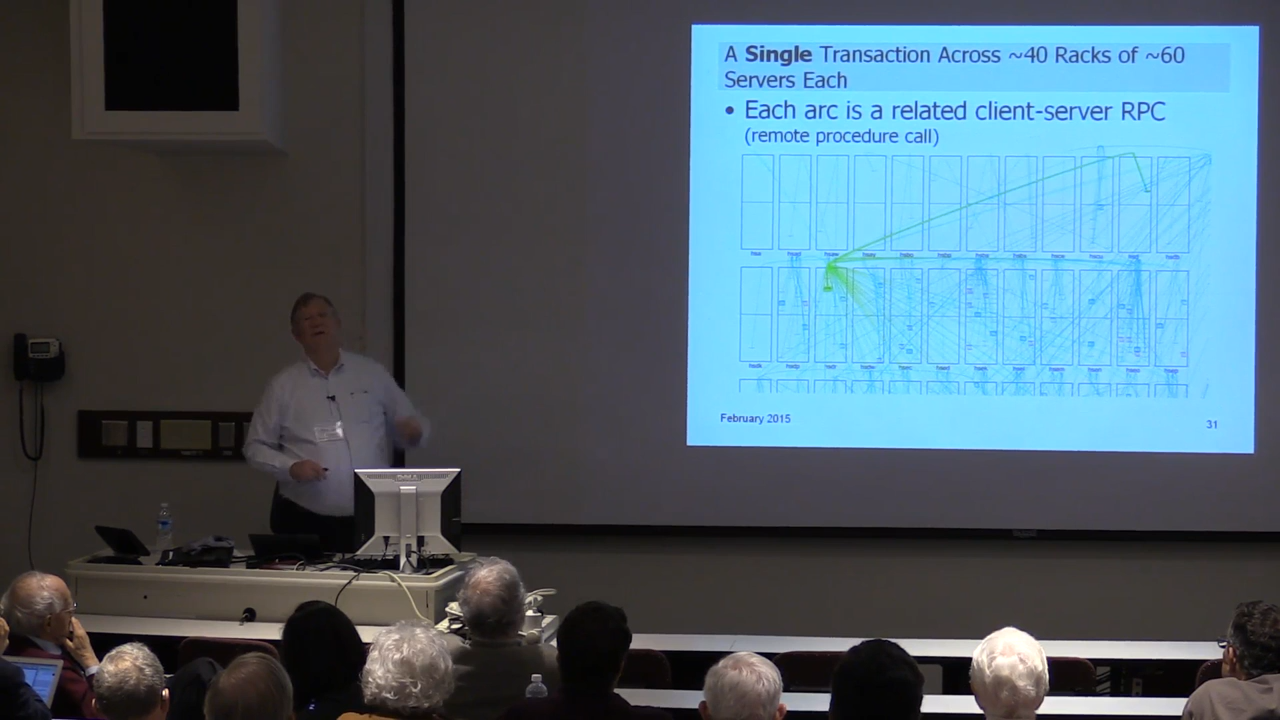 A Single Transaction Across ~40 Racks of ~60
Servers Each
• Each arc is a related client-server RPC
(remote procedure call)
February 2015
31